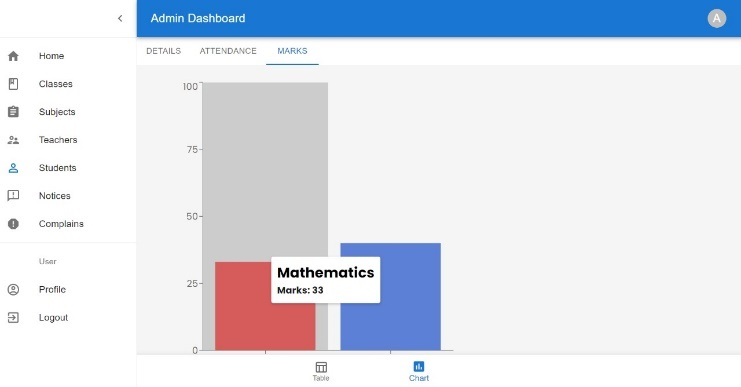 Admin Dashboard
A
DETAILS ATTENDANCE MARKS
Home
Classes
Subjects
Teachers
Students
Notices
Complains
User
Profile
Logout
100
75
50
25
0
Mathematics
Marks: 33
Table
Chart